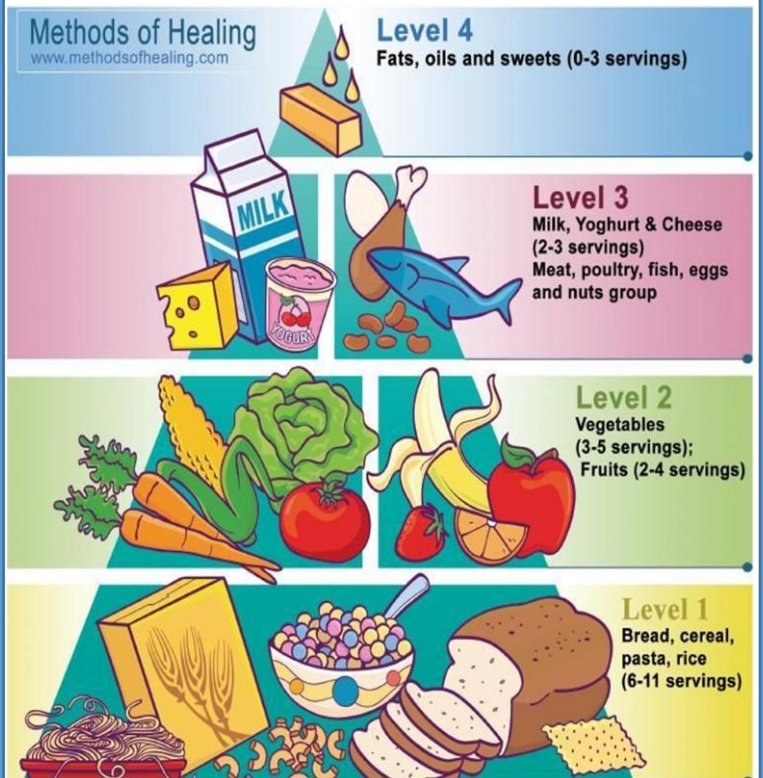 Methods of Healing
www.methodsofhealing.com
Level 4
Fats, oils and sweets (0-3 servings)
MILK
YOGURT
Level 3
Milk, Yoghurt & Cheese
(2-3 servings)
Meat, poultry, fish, eggs
and nuts group
Level 2
Vegetables
(3-5 servings);
Fruits (2-4 servings)
Level 1
Bread, cereal,
pasta, rice
(6-11 servings)